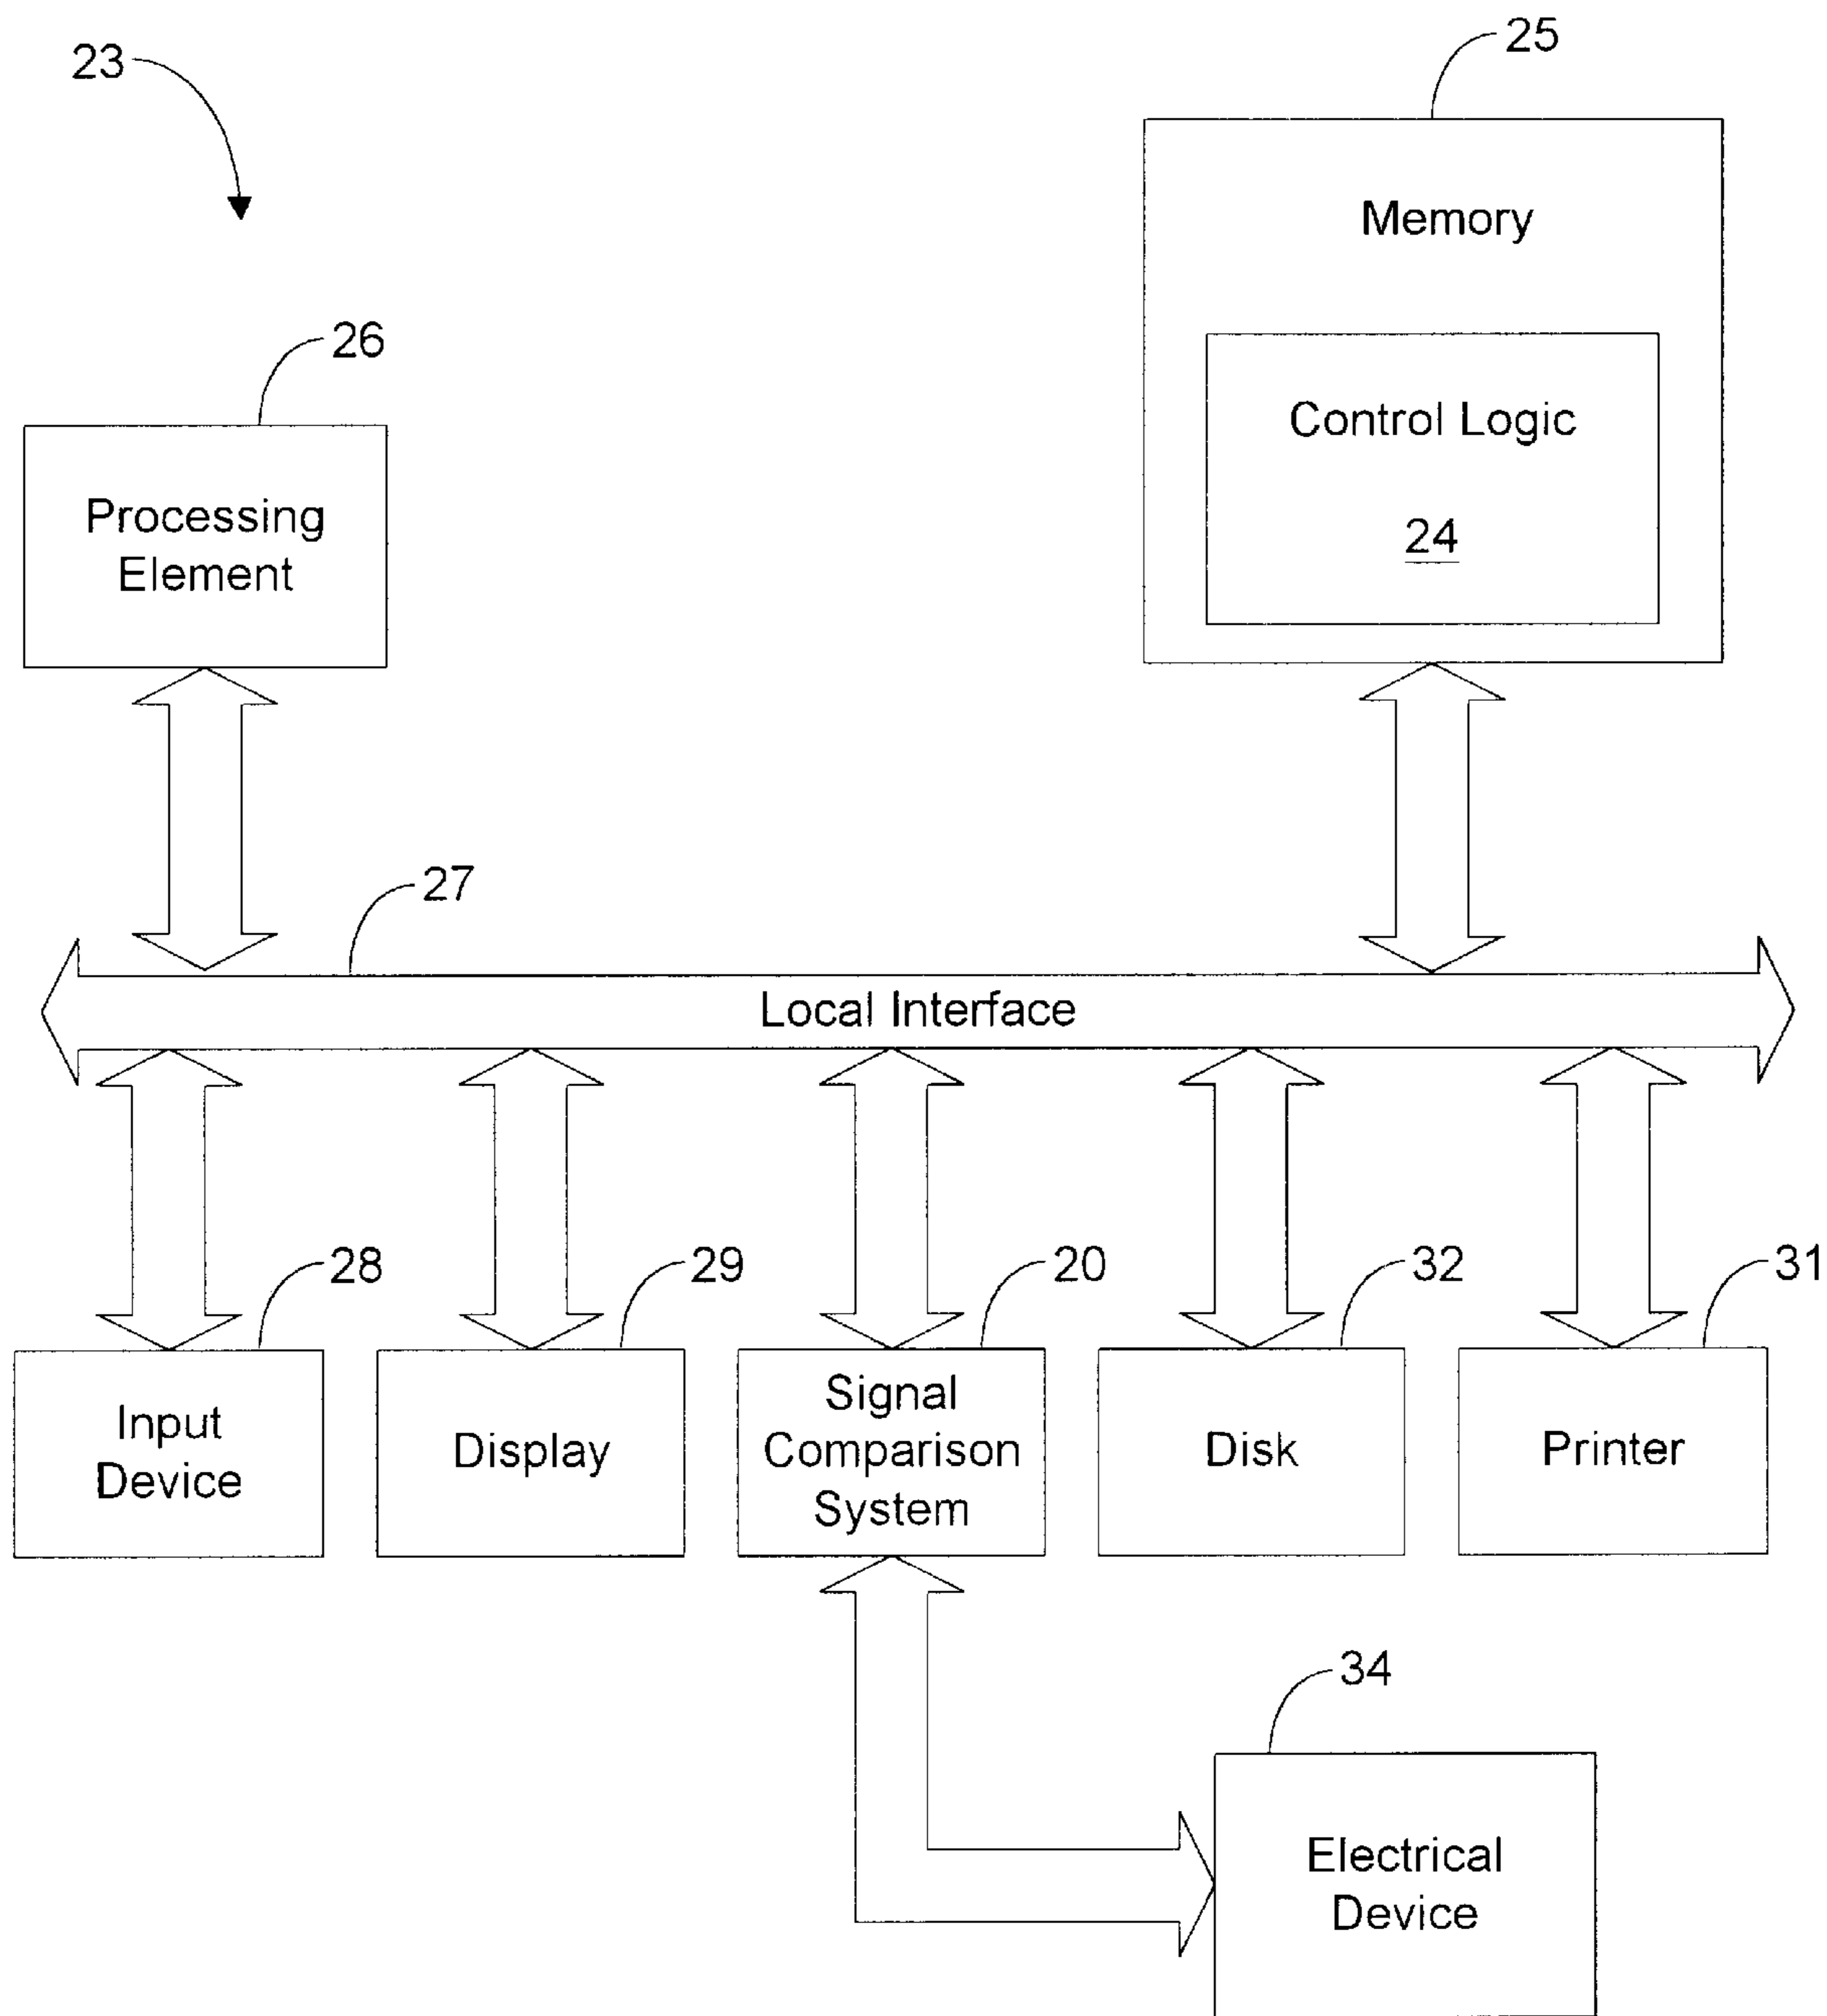 23
25
Memory
26
Control Logic
24
Processing
Element
27
Local Interface
28
29
20
32
31
Input
Device
Display
Signal
Comparison
System
Disk
Printer
34
Electrical
Device